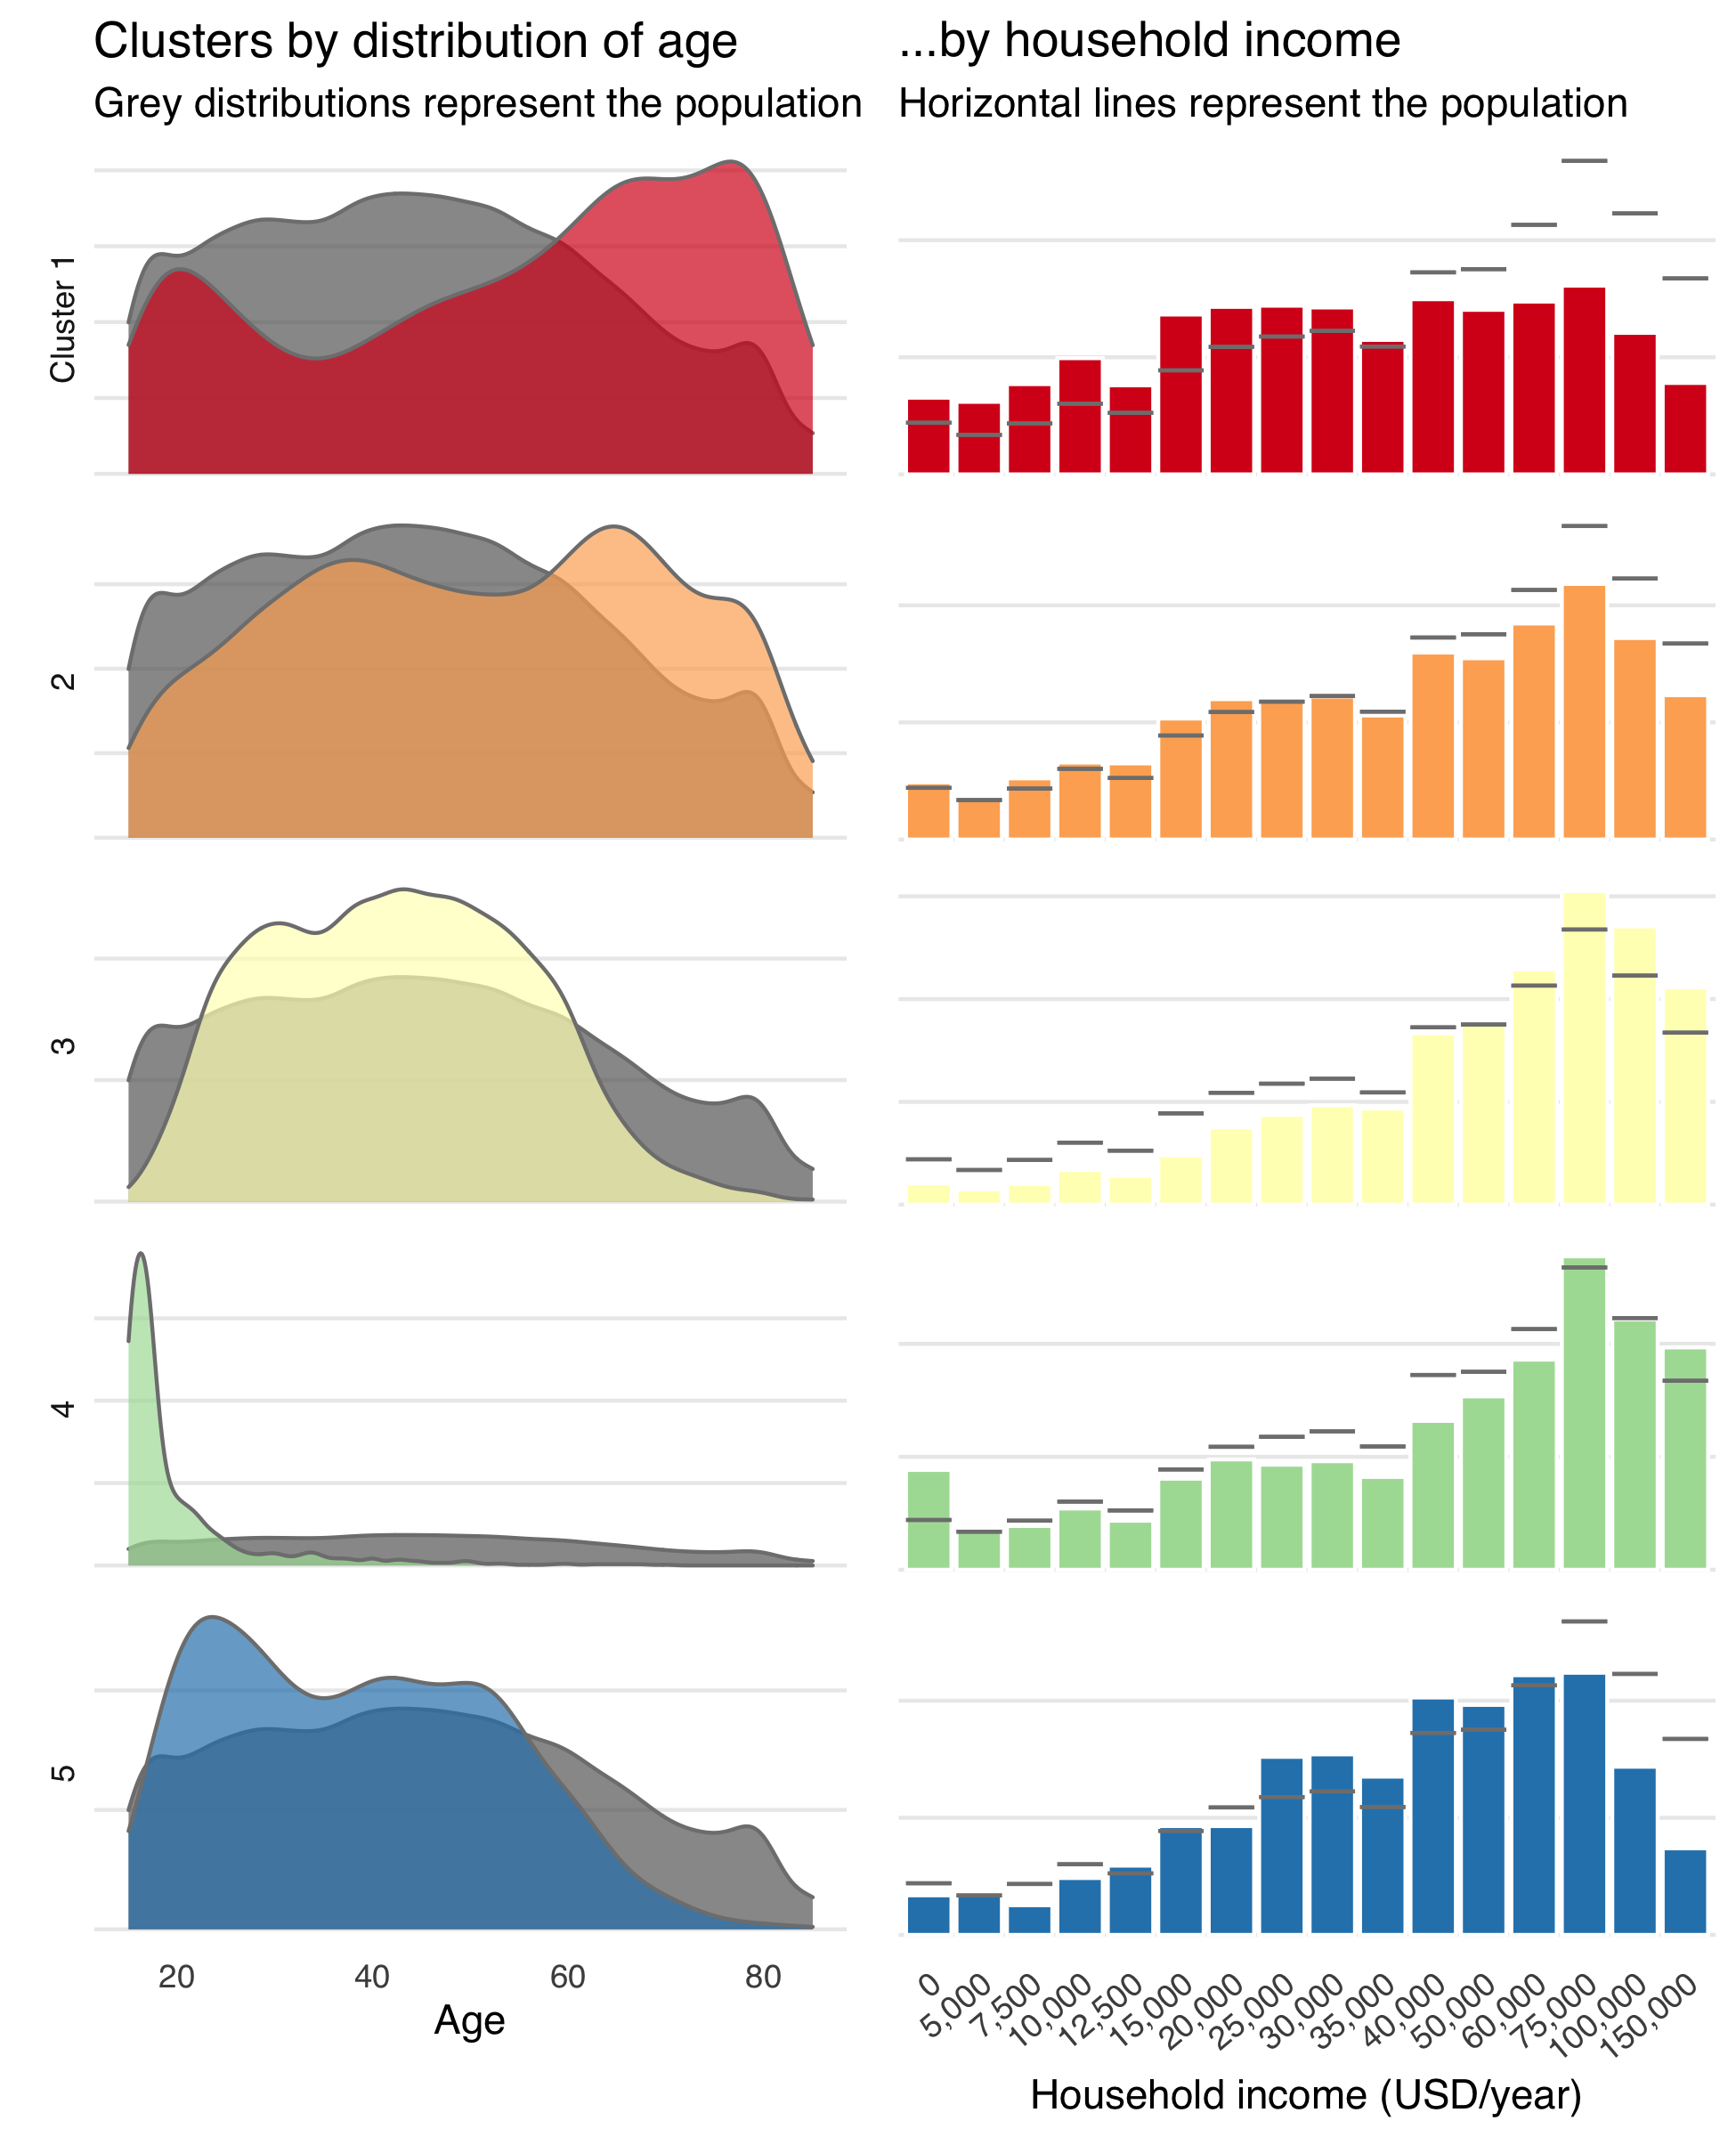 Clusters by distribution of age
Grey distributions represent the population
...by household income
Horizontal lines represent the population
Cluster 1
2
3
4
5
20 40 60 80
Age
0 5,000 7,500 10,000 12,500 15,000 20,000 25,000 30,000 35,000 40,000 50,000 60,000 75,000 100,000 150,000
Household income (USD/year)